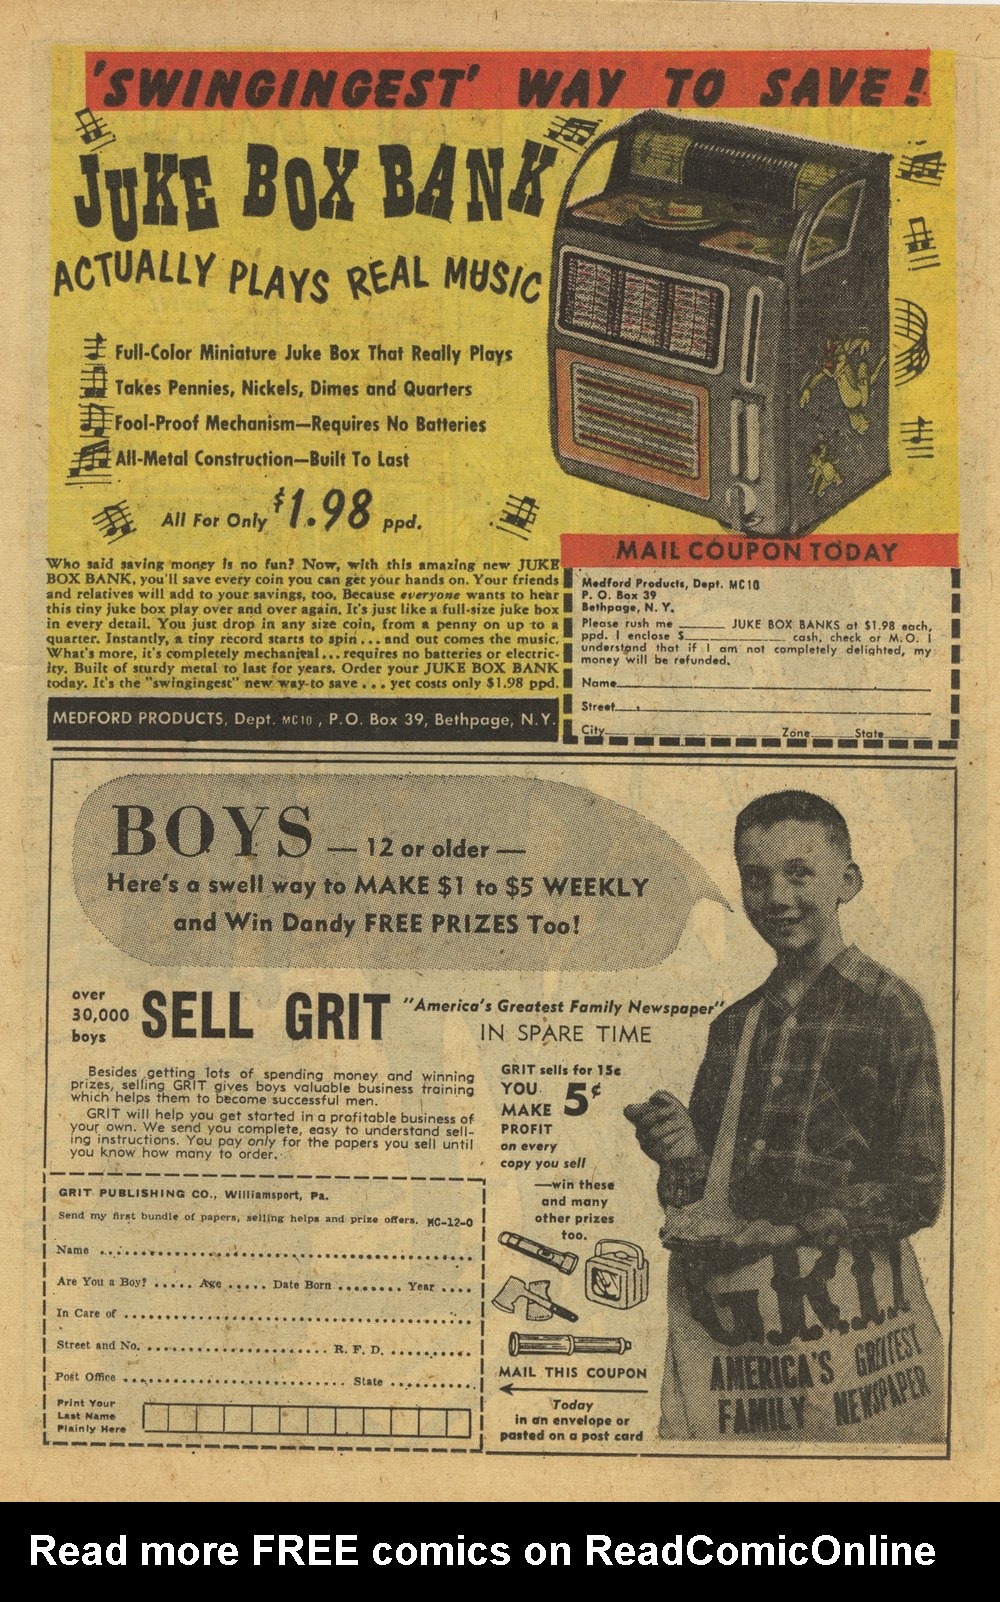 'SWINGINGEST' WAY TO SAVE!
JUKE BOX BANK
ACTUALLY PLAYS REAL MUSIC
Full-Color Miniature Juke Box That Really Plays
Takes Pennies, Nickels, Dimes and Quarters
Fool-Proof Mechanism—Requires No Batteries
All-Metal Construction—Built To Last
All For Only $1.98 ppd.
Who said saving money is no fun? Now, with this amazing new JUKE
BOX BANK, you'll save every coin you can get your hands on. Your friends
and relatives will add to your savings, too. Because everyone wants to hear
this tiny juke box play over and over again. It's just like a full-size juke box
in every detail. You just drop in any size coin, from a penny on up to a
quarter. Instantly, a tiny record starts to spin... and out comes the music.
What's more, it's completely mechanical... requires no batteries or electric-
ity. Built of sturdy metal to last for years. Order your JUKE BOX BANK
today. It's the "swingingest" new way to save ... yet costs only $1.98 ppd.
MEDFORD PRODUCTS, Dept. MC10, P.O. Box 39, Bethpage, N.Y.
MAIL COUPON TODAY
Medford Products, Dept. MC10
P. O. Box 39
Bethpage, N. Y.
Please rush me ______ JUKE BOX BANKS at $1.98 each,
ppd. I enclose $______ cash, check or M.O. I
understand that if I am not completely delighted, my
money will be refunded.
Name
Street
City Zone State
BOYS — 12 or older —
Here's a swell way to MAKE $1 to $5 WEEKLY
and Win Dandy FREE PRIZES Too!
over
30,000
boys
SELL GRIT
"America's Greatest Family Newspaper"
IN SPARE TIME
Besides getting lots of spending money and winning
prizes, selling GRIT gives boys valuable business training
which helps them to become successful men.
GRIT will help you get started in a profitable business of
your own. We send you complete, easy to understand sell-
ing instructions. You pay only for the papers you sell until
you know how many to order.
GRIT sells for 15¢
YOU
MAKE 5¢
PROFIT
on every
copy you sell
—win these
and many
other prizes
too.
GRIT PUBLISHING CO., Williamsport, Pa.
Send my first bundle of papers, selling helps and prize offers. MC-12-0
Name
Are You a Boy? ..... Age ..... Date Born ........ Year ....
In Care of
Street and No. R. F. D.
Post Office State
Print Your
Last Name
Plainly Here
MAIL THIS COUPON
Today
in an envelope or
pasted on a post card
GRIT
AMERICA'S GREATEST
FAMILY NEWSPAPER
Read more FREE comics on ReadComicOnline